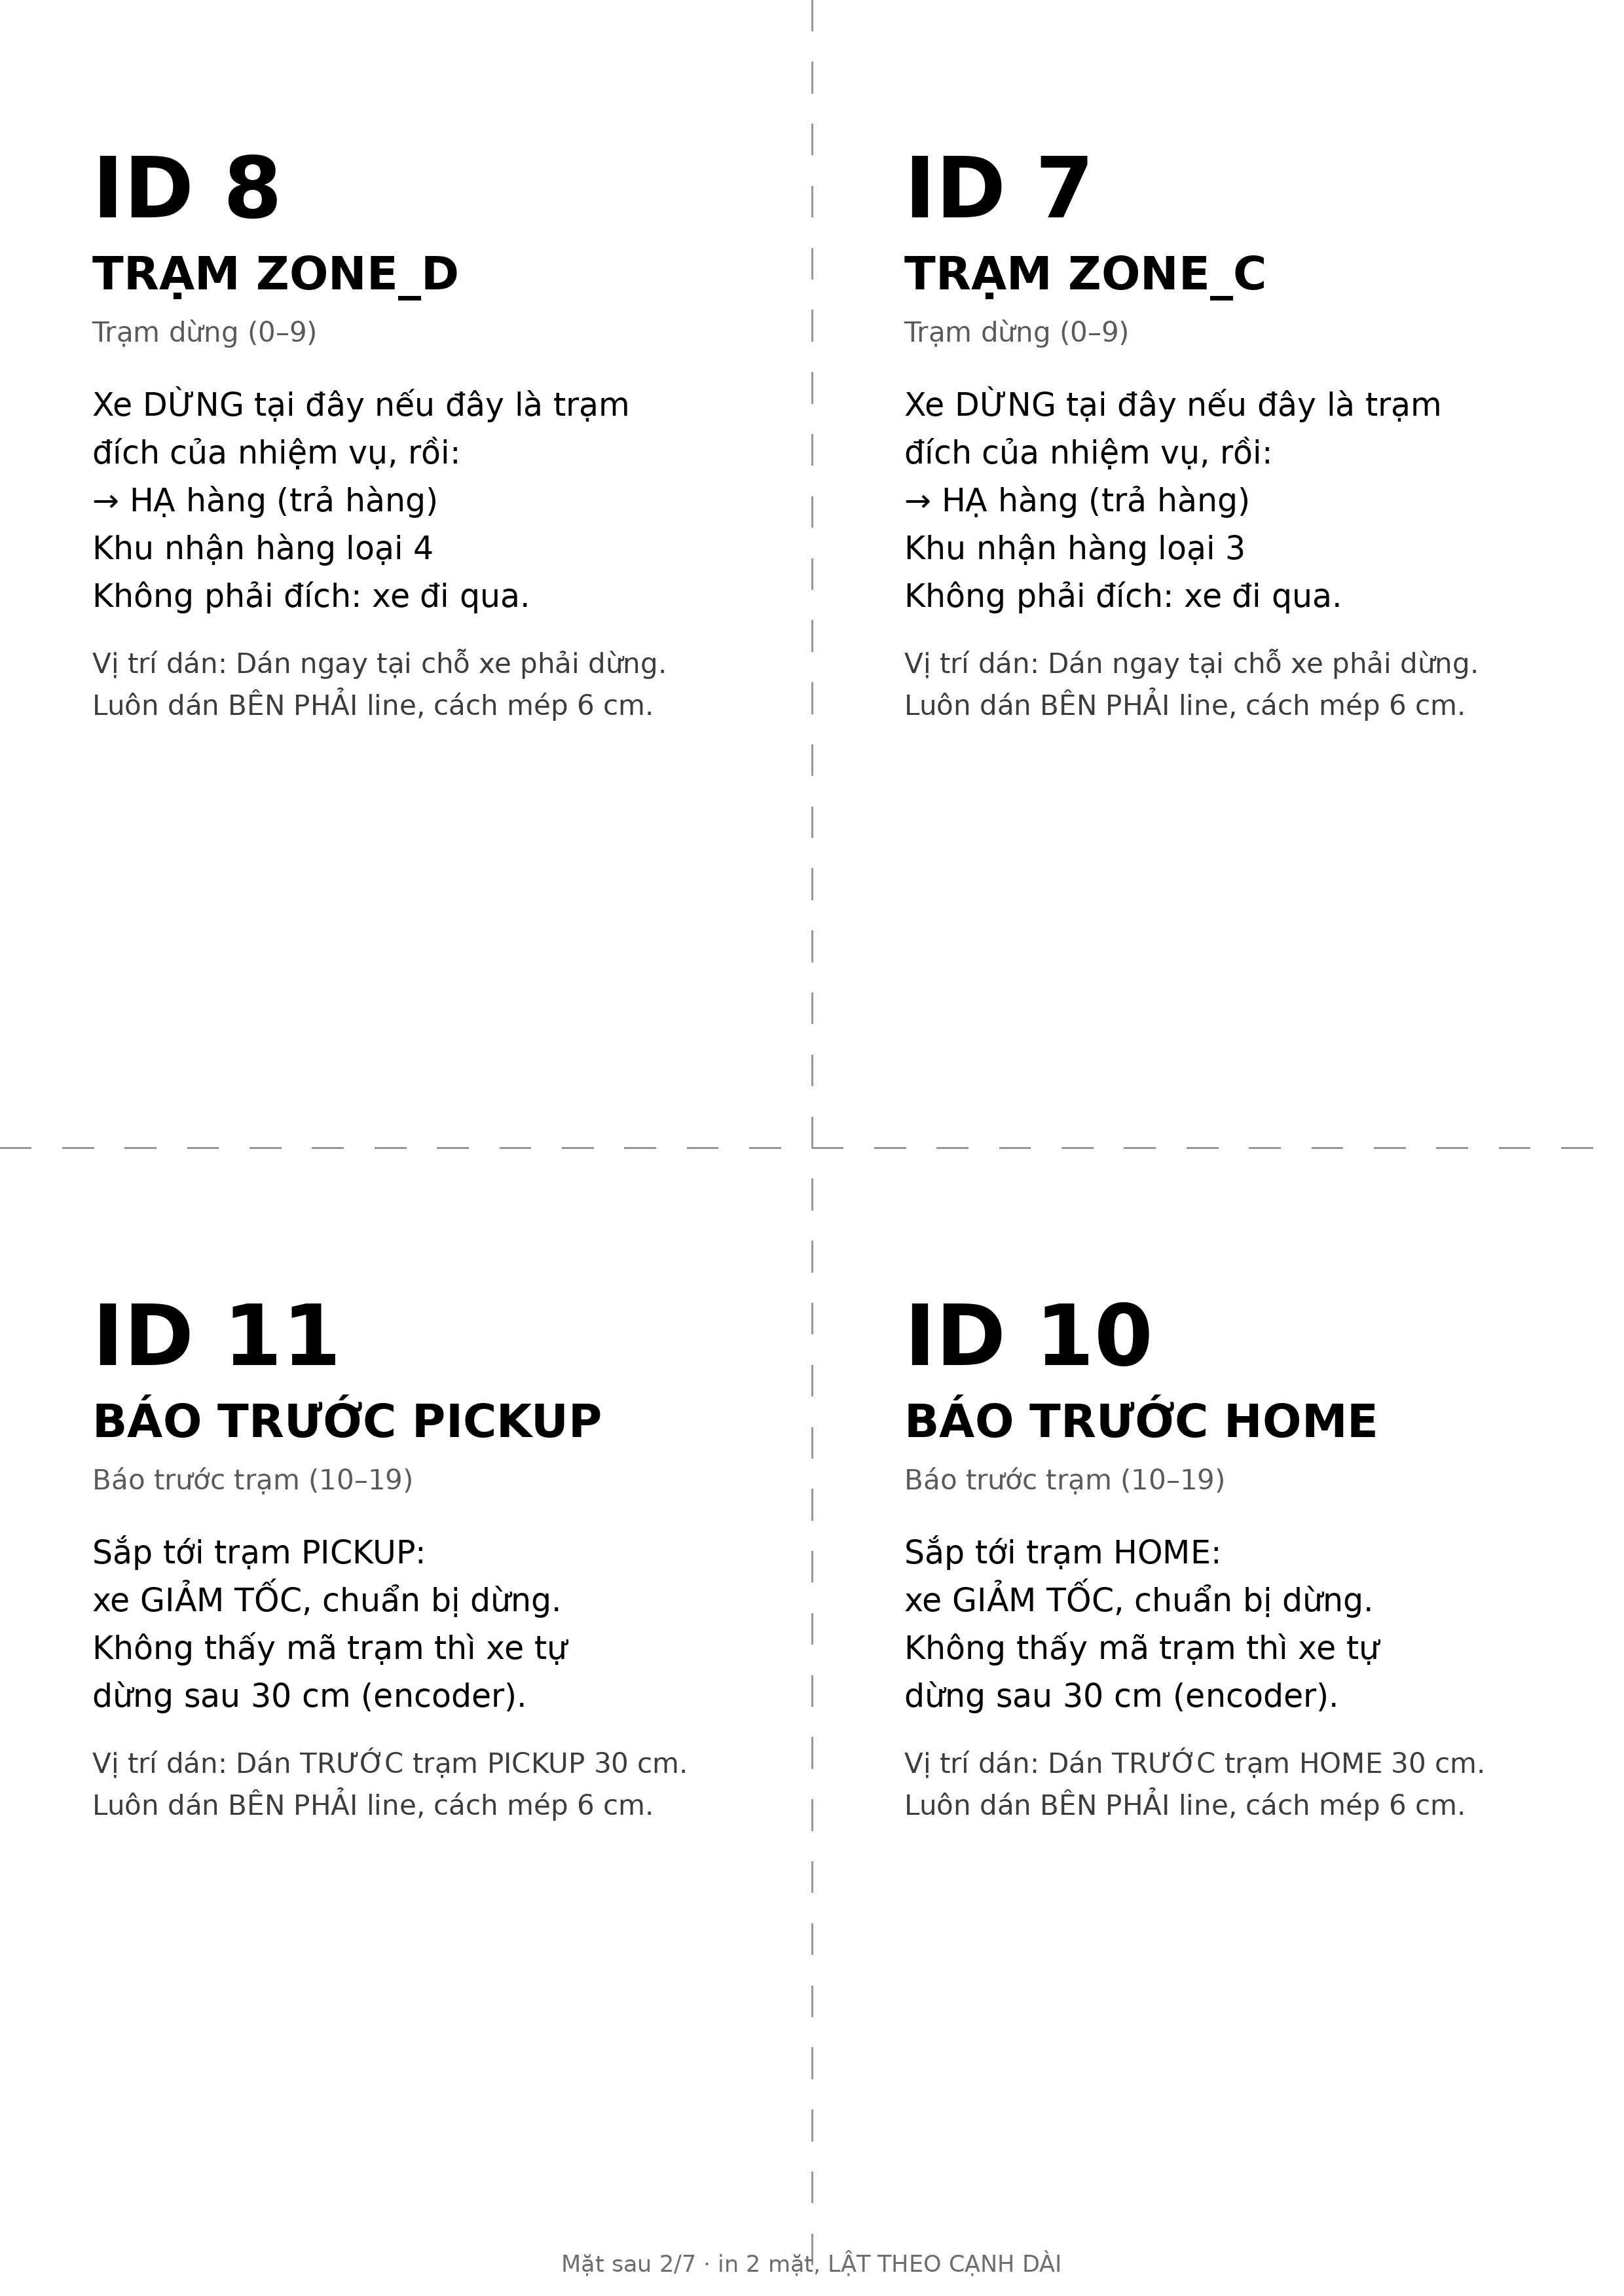 ID 8
TRẠM ZONE_D
Trạm dừng (0–9)
Xe DỪNG tại đây nếu đây là trạm
đích của nhiệm vụ, rồi:
→ HẠ hàng (trả hàng)
Khu nhận hàng loại 4
Không phải đích: xe đi qua.
Vị trí dán: Dán ngay tại chỗ xe phải dừng.
Luôn dán BÊN PHẢI line, cách mép 6 cm.
ID 7
TRẠM ZONE_C
Trạm dừng (0–9)
Xe DỪNG tại đây nếu đây là trạm
đích của nhiệm vụ, rồi:
→ HẠ hàng (trả hàng)
Khu nhận hàng loại 3
Không phải đích: xe đi qua.
Vị trí dán: Dán ngay tại chỗ xe phải dừng.
Luôn dán BÊN PHẢI line, cách mép 6 cm.
ID 11
BÁO TRƯỚC PICKUP
Báo trước trạm (10–19)
Sắp tới trạm PICKUP:
xe GIẢM TỐC, chuẩn bị dừng.
Không thấy mã trạm thì xe tự
dừng sau 30 cm (encoder).
Vị trí dán: Dán TRƯỚC trạm PICKUP 30 cm.
Luôn dán BÊN PHẢI line, cách mép 6 cm.
ID 10
BÁO TRƯỚC HOME
Báo trước trạm (10–19)
Sắp tới trạm HOME:
xe GIẢM TỐC, chuẩn bị dừng.
Không thấy mã trạm thì xe tự
dừng sau 30 cm (encoder).
Vị trí dán: Dán TRƯỚC trạm HOME 30 cm.
Luôn dán BÊN PHẢI line, cách mép 6 cm.
Mặt sau 2/7 · in 2 mặt, LẬT THEO CẠNH DÀI